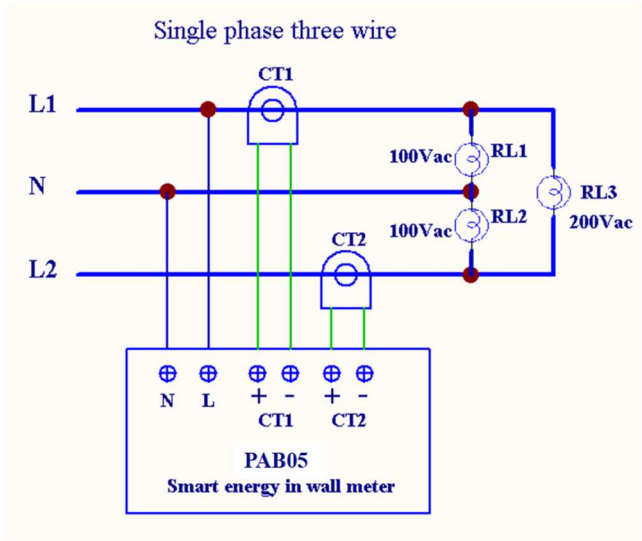 Single phase three wire
CT1
L1
100Vac RL1
N
RL3
100Vac RL2
200Vac
CT2
L2
N L + - + -
CT1 CT2
PAB05
Smart energy in wall meter